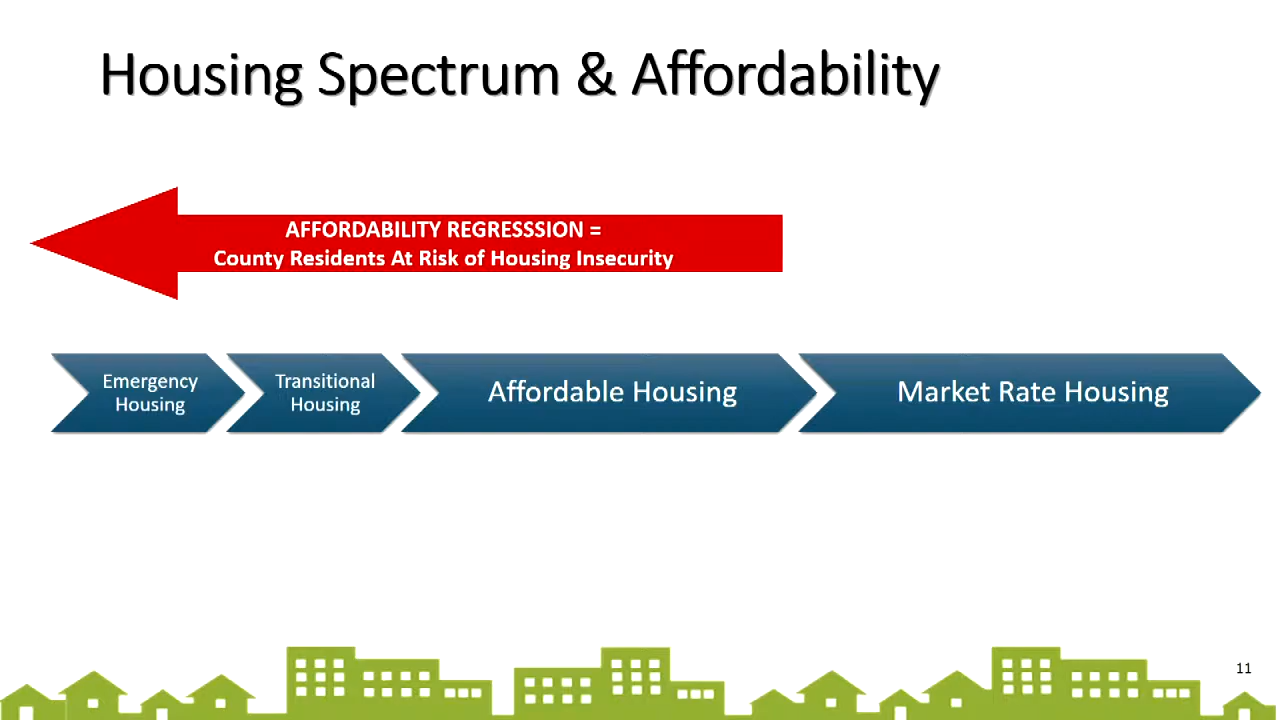 Housing Spectrum & Affordability
AFFORDABILITY REGRESSSION =
County Residents At Risk of Housing Insecurity
Emergency
Housing
Transitional
Housing
Affordable Housing
Market Rate Housing
11